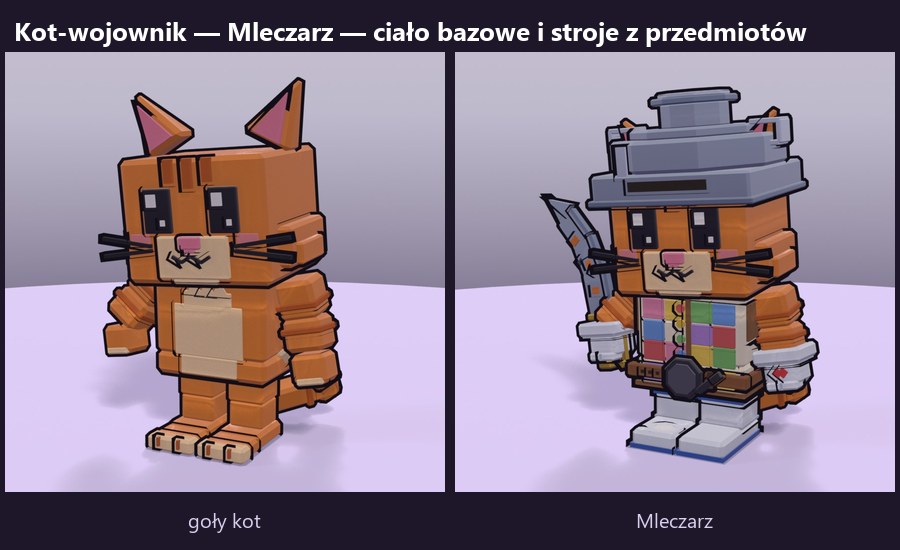 Kot-wojownik — Mleczarz — ciało bazowe i stroje z przedmiotów
goły kot
Mleczarz